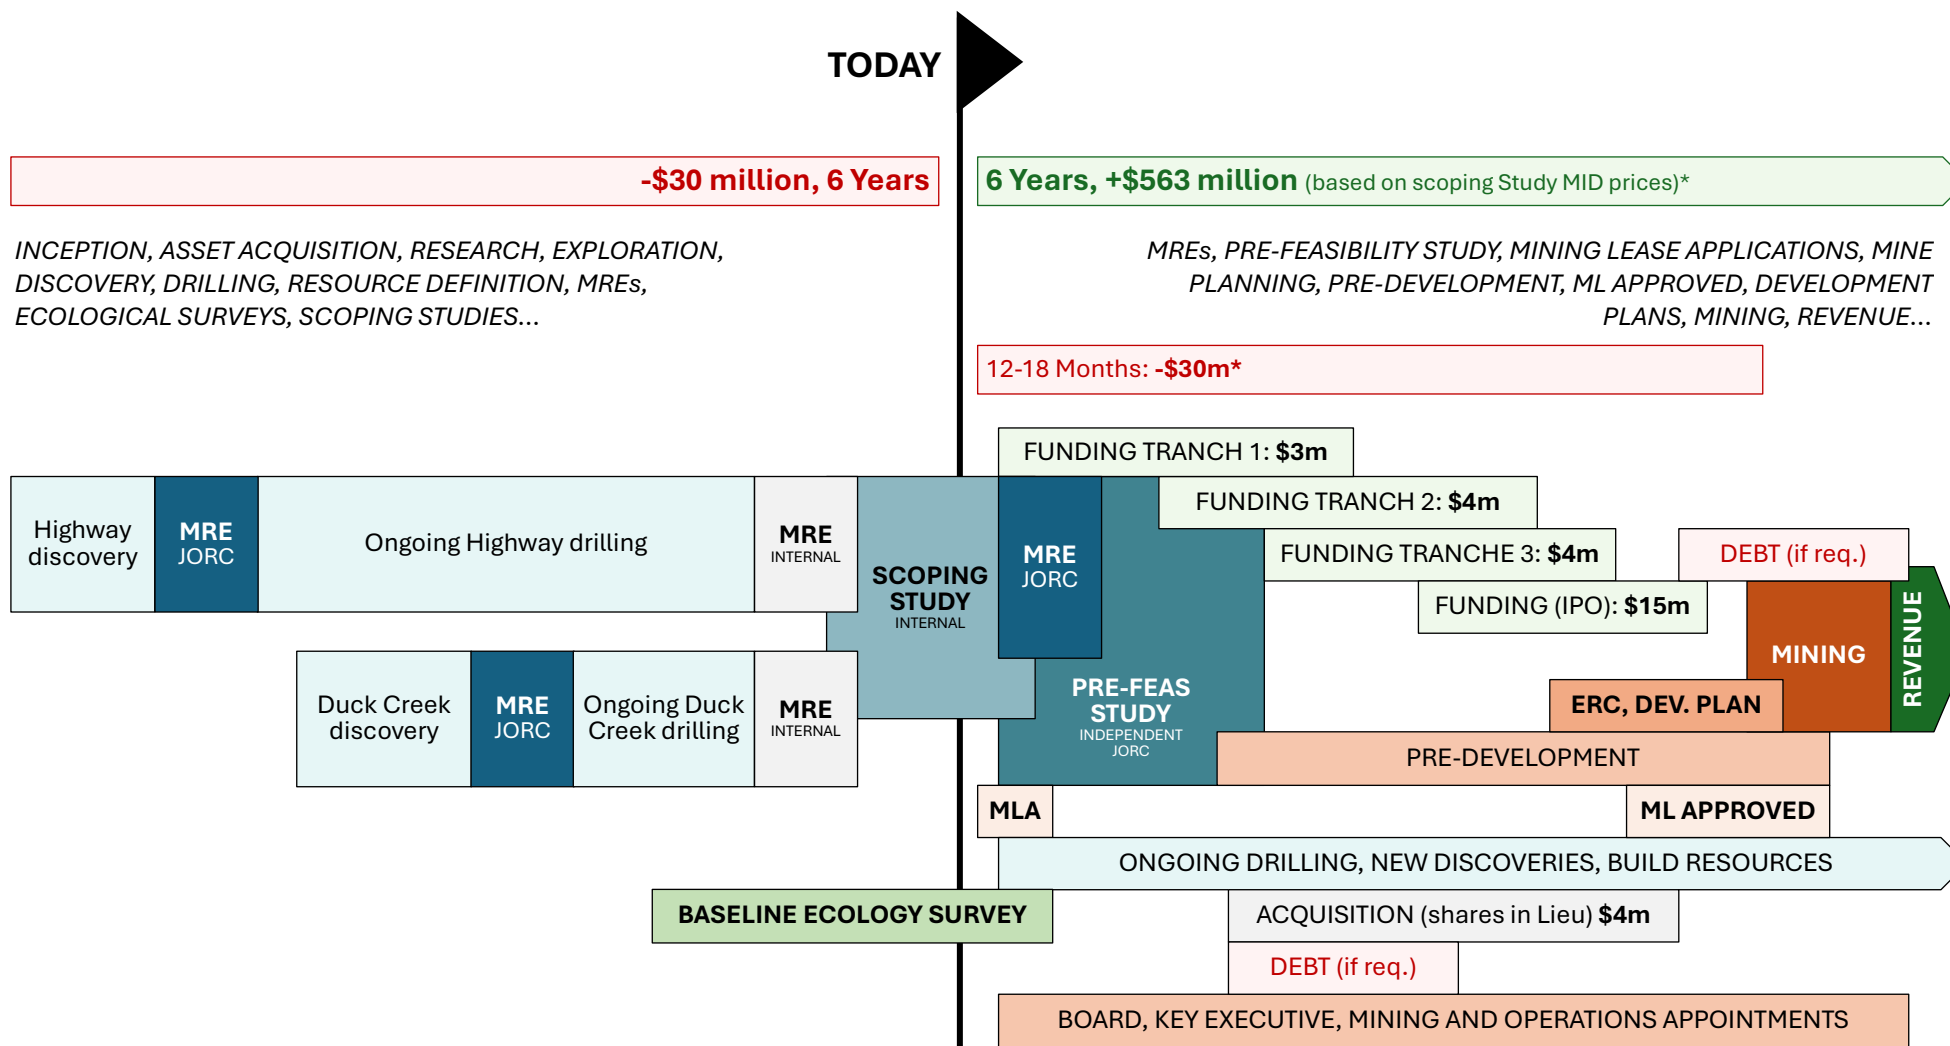 TODAY
-$30 million, 6 Years
6 Years, +$563 million (based on scoping Study MID prices)*
INCEPTION, ASSET ACQUISITION, RESEARCH, EXPLORATION,
DISCOVERY, DRILLING, RESOURCE DEFINITION, MREs,
ECOLOGICAL SURVEYS, SCOPING STUDIES...
MREs, PRE-FEASIBILITY STUDY, MINING LEASE APPLICATIONS, MINE
PLANNING, PRE-DEVELOPMENT, ML APPROVED, DEVELOPMENT
PLANS, MINING, REVENUE...
12-18 Months: -$30m*
FUNDING TRANCH 1: $3m
FUNDING TRANCH 2: $4m
FUNDING TRANCHE 3: $4m
DEBT (if req.)
FUNDING (IPO): $15m
Highway
discovery
MRE
JORC
Ongoing Highway drilling
MRE
INTERNAL
SCOPING
STUDY
INTERNAL
MRE
JORC
MINING
REVENUE
Duck Creek
discovery
MRE
JORC
Ongoing Duck
Creek drilling
MRE
INTERNAL
PRE-FEAS
STUDY
INDEPENDENT
JORC
ERC, DEV. PLAN
PRE-DEVELOPMENT
MLA
ML APPROVED
ONGOING DRILLING, NEW DISCOVERIES, BUILD RESOURCES
BASELINE ECOLOGY SURVEY
ACQUISITION (shares in Lieu) $4m
DEBT (if req.)
BOARD, KEY EXECUTIVE, MINING AND OPERATIONS APPOINTMENTS